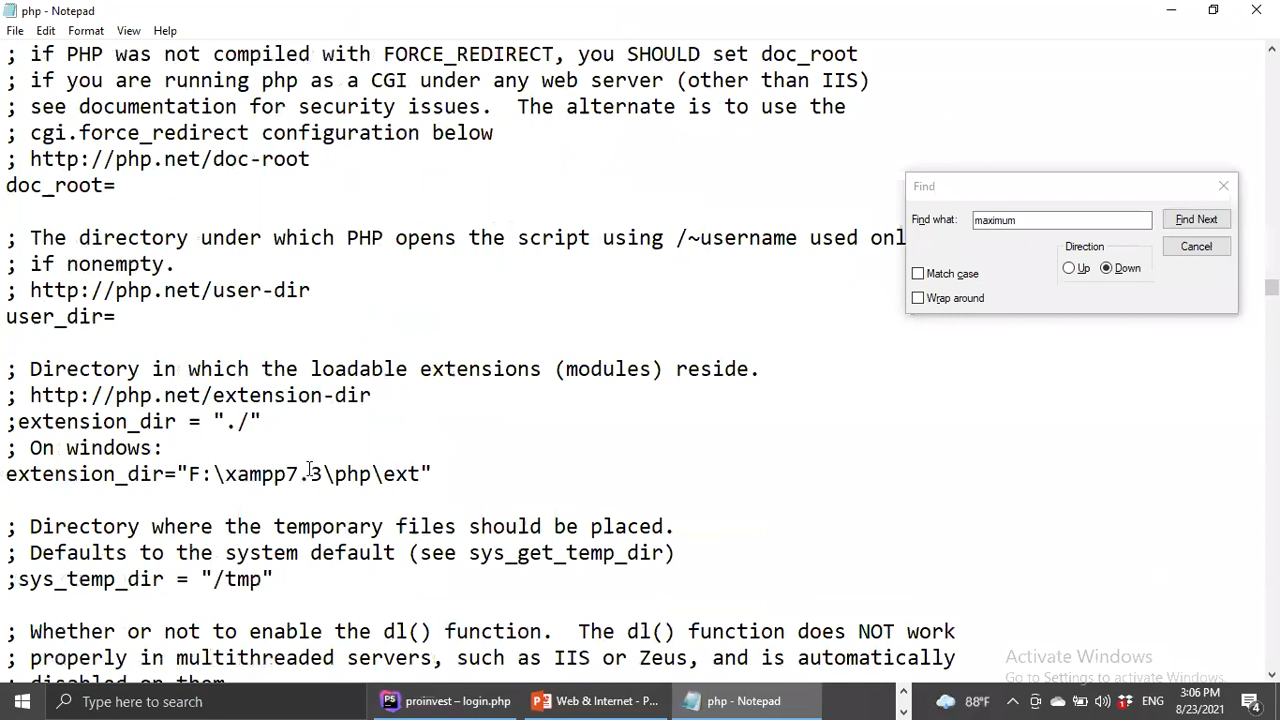 php - Notepad
File Edit Format View Help
; if PHP was not compiled with FORCE_REDIRECT, you SHOULD set doc_root
; if you are running php as a CGI under any web server (other than IIS)
; see documentation for security issues.  The alternate is to use the
; cgi.force_redirect configuration below
; http://php.net/doc-root
doc_root=
; The directory under which PHP opens the script using /~username used onl
; if nonempty.
; http://php.net/user-dir
user_dir=
; Directory in which the loadable extensions (modules) reside.
; http://php.net/extension-dir
;extension_dir = "./"
; On windows:
extension_dir="F:\xampp7.3\php\ext"
; Directory where the temporary files should be placed.
; Defaults to the system default (see sys_get_temp_dir)
;sys_temp_dir = "/tmp"
; Whether or not to enable the dl() function.  The dl() function does NOT work
; properly in multithreaded servers, such as IIS or Zeus, and is automatically
; disabled on them.
Find
Find what: maximum Find Next
Direction Cancel
Up Down
Match case
Wrap around
Activate Windows
Go to Settings to activate Windows.
Type here to search
PS proinvest – login.php
Web & Internet - P...
php - Notepad
88°F
ENG
3:06 PM
8/23/2021
4